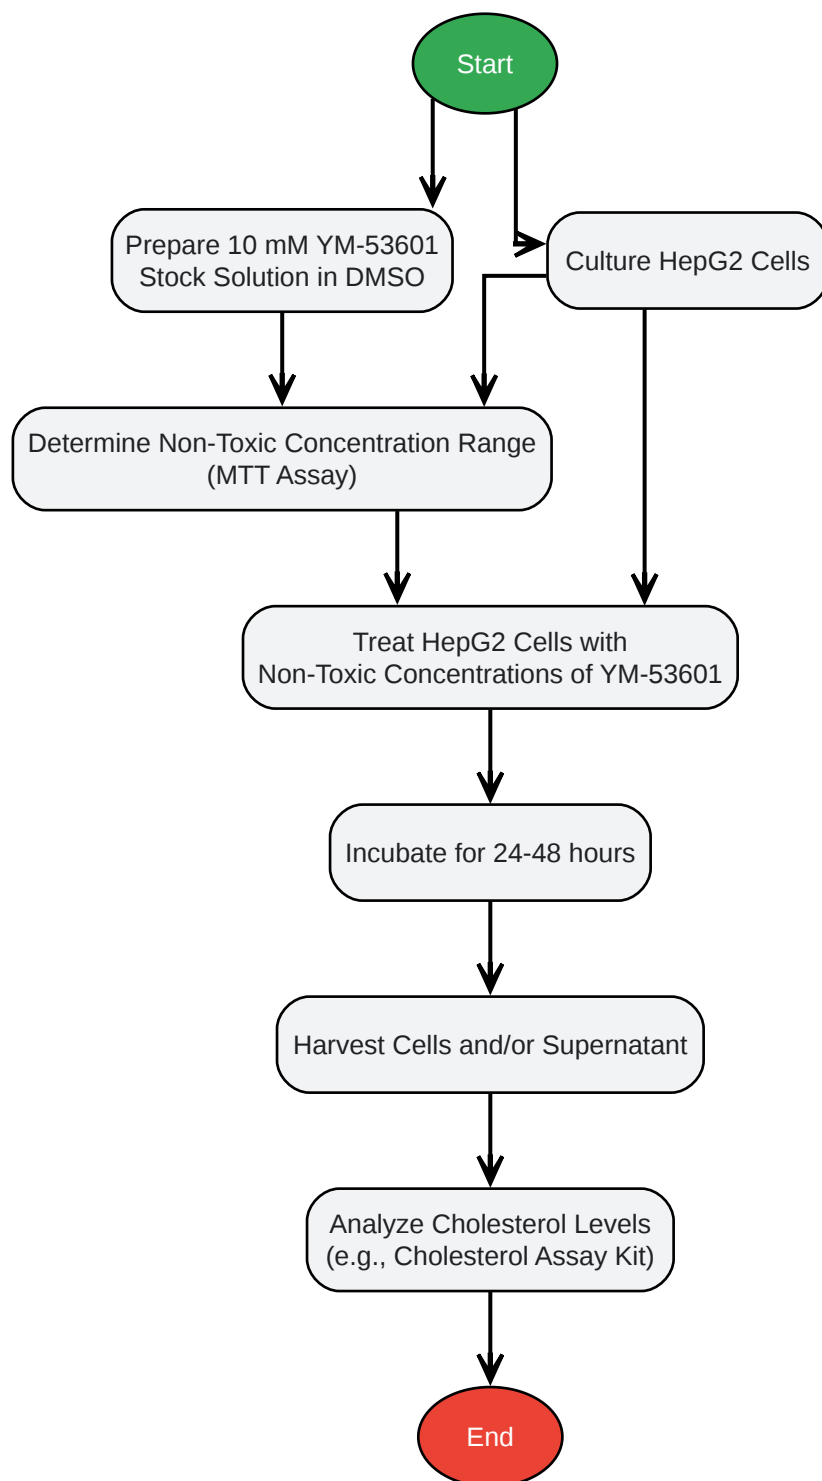 Start
Prepare 10 mM YM-53601
Stock Solution in DMSO
Culture HepG2 Cells
Determine Non-Toxic Concentration Range
(MTT Assay)
Treat HepG2 Cells with
Non-Toxic Concentrations of YM-53601
Incubate for 24-48 hours
Harvest Cells and/or Supernatant
Analyze Cholesterol Levels
(e.g., Cholesterol Assay Kit)
End